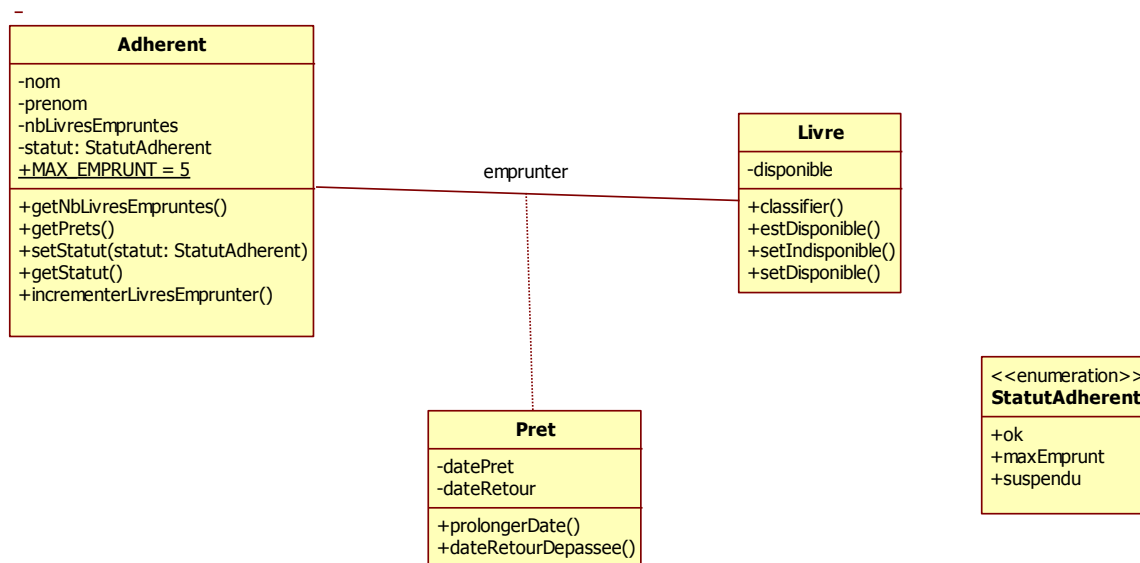 Adherent
-nom
-prenom
-nbLivresEmpruntes
-statut: StatutAdherent
+MAX_EMPRUNT = 5
+getNbLivresEmpruntes()
+getPrets()
+setStatut(statut: StatutAdherent)
+getStatut()
+incrementerLivresEmprunter()
emprunter
Livre
-disponible
+classifier()
+estDisponible()
+setIndisponible()
+setDisponible()
Pret
-datePret
-dateRetour
+prolongerDate()
+dateRetourDepassee()
<<enumeration>>
StatutAdherent
+ok
+maxEmprunt
+suspendu